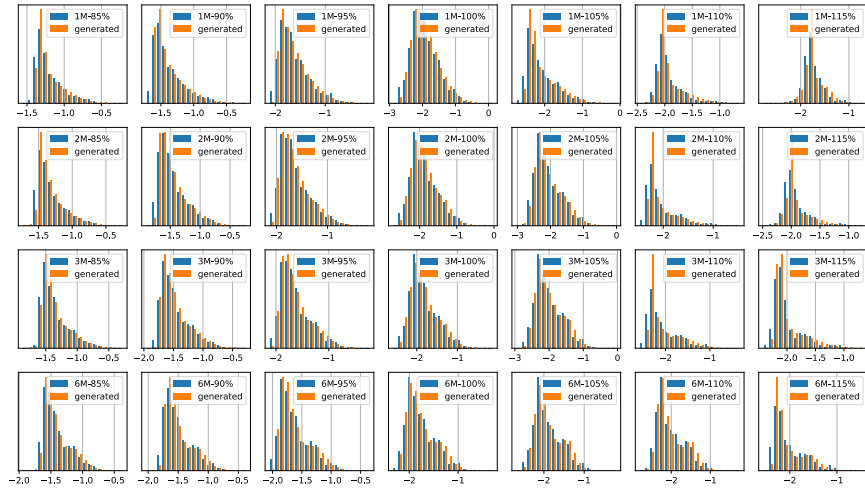 1M-85%
generated
1M-90%
generated
1M-95%
generated
1M-100%
generated
1M-105%
generated
1M-110%
generated
1M-115%
generated
−1.5 −1.0 −0.5
−1.5 −1.0 −0.5
−2 −1
−3 −2 −1 0
−2 −1 0
−2.5 −2.0 −1.5 −1.0
−2 −1
2M-85%
generated
2M-90%
generated
2M-95%
generated
2M-100%
generated
2M-105%
generated
2M-110%
generated
2M-115%
generated
−1.5 −1.0 −0.5
−1.5 −1.0 −0.5
−2 −1
−2 −1 0
−3 −2 −1 0
−2 −1
−2.5 −2.0 −1.5 −1.0
3M-85%
generated
3M-90%
generated
3M-95%
generated
3M-100%
generated
3M-105%
generated
3M-110%
generated
3M-115%
generated
−1.5 −1.0 −0.5
−2.0 −1.5 −1.0 −0.5
−2 −1
−2 −1
−3 −2 −1 0
−2 −1
−2.0 −1.5 −1.0
6M-85%
generated
6M-90%
generated
6M-95%
generated
6M-100%
generated
6M-105%
generated
6M-110%
generated
6M-115%
generated
−2.0 −1.5 −1.0 −0.5
−2.0 −1.5 −1.0 −0.5
−2 −1
−2 −1
−2 −1
−2 −1
−2 −1